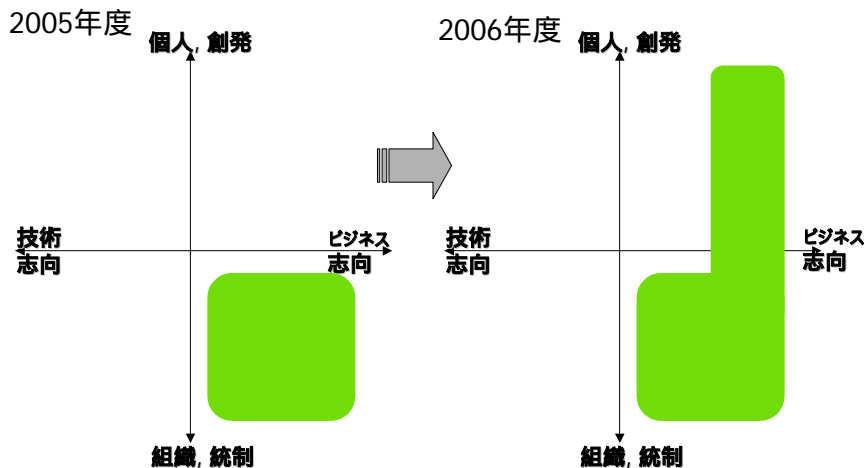 2005年度
個人, 創発
技術
志向
ビジネス
志向
組織, 統制
2006年度
個人, 創発
技術
志向
ビジネス
志向
組織, 統制